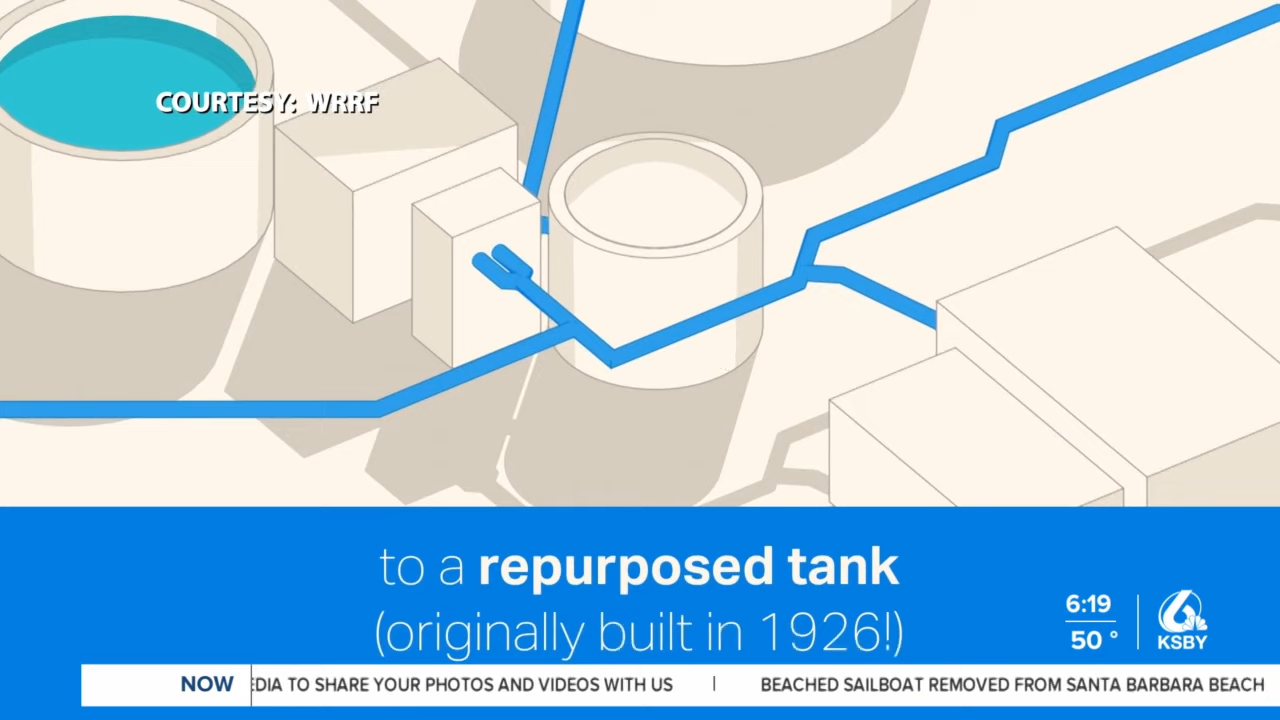 COURTESY: WRRF
to a repurposed tank
(originally built in 1926!)
6:19
50 °
6
KSBY
NOW
TO SHARE YOUR PHOTOS AND VIDEOS WITH US | BEACHED SAILBOAT REMOVED FROM SANTA BARBARA BEACH